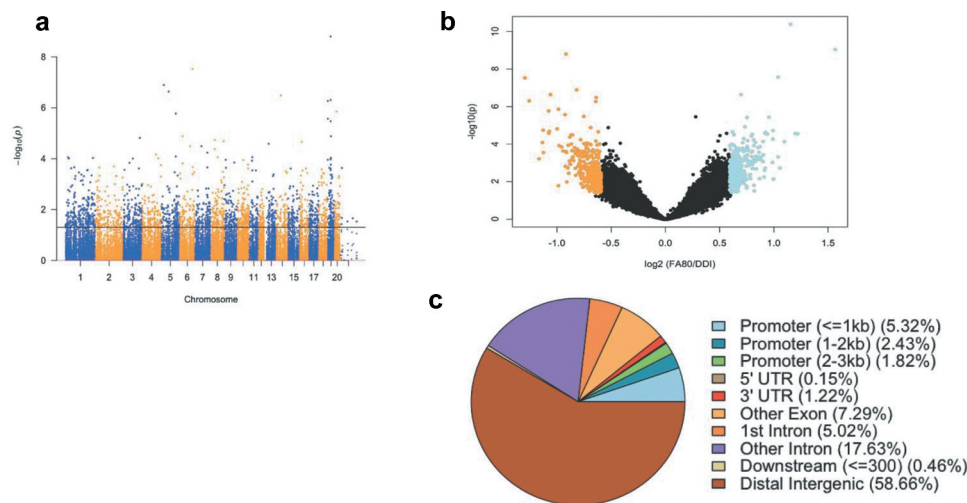 a
8
6
4
2
0
−log₁₀(p)
1 2 3 4 5 6 7 8 9 11 13 15 17 20
Chromosome
b
10
8
6
4
2
0
-log10(p)
-1.0 -0.5 0.0 0.5 1.0 1.5
log2 (FA80/DDI)
c
Promoter (<=1kb) (5.32%)
Promoter (1-2kb) (2.43%)
Promoter (2-3kb) (1.82%)
5' UTR (0.15%)
3' UTR (1.22%)
Other Exon (7.29%)
1st Intron (5.02%)
Other Intron (17.63%)
Downstream (<=300) (0.46%)
Distal Intergenic (58.66%)